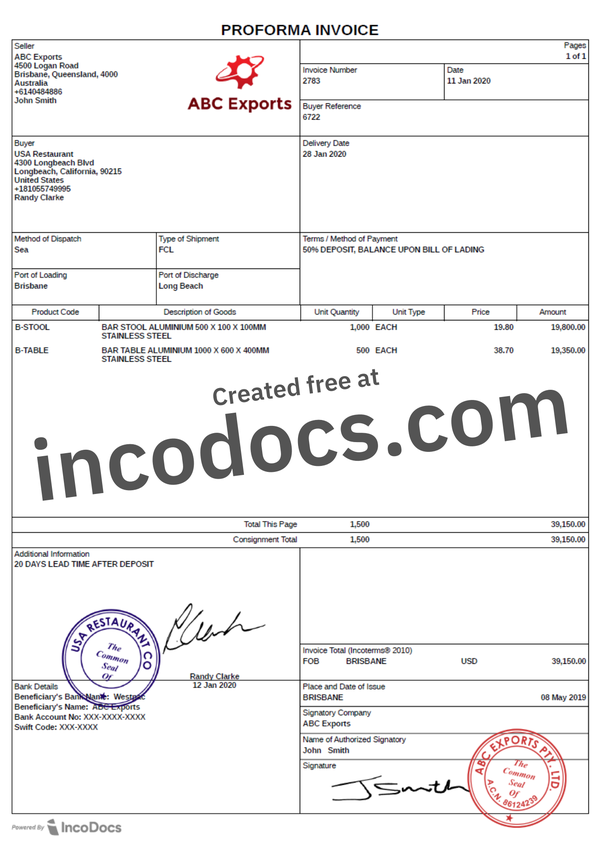 PROFORMA INVOICE
Seller
ABC Exports
4500 Logan Road
Brisbane, Queensland, 4000
Australia
+6140484886
John Smith
ABC Exports
Pages
1 of 1
Invoice Number
2783
Date
11 Jan 2020
Buyer Reference
6722
Buyer
USA Restaurant
4300 Longbeach Blvd
Longbeach, California, 90215
United States
+181055749995
Randy Clarke
Delivery Date
28 Jan 2020
Method of Dispatch
Sea
Type of Shipment
FCL
Terms / Method of Payment
50% DEPOSIT, BALANCE UPON BILL OF LADING
Port of Loading
Brisbane
Port of Discharge
Long Beach
Product Code Description of Goods Unit Quantity Unit Type Price Amount
B-STOOL BAR STOOL ALUMINIUM 500 X 100 X 100MM 1,000 EACH 19.80 19,800.00
STAINLESS STEEL
B-TABLE BAR TABLE ALUMINIUM 1000 X 600 X 400MM 500 EACH 38.70 19,350.00
STAINLESS STEEL
Created free at
incodocs.com
Total This Page 1,500 39,150.00
Consignment Total 1,500 39,150.00
Additional Information
20 DAYS LEAD TIME AFTER DEPOSIT
USA RESTAURANT CO
The
Common
Seal
Of
Randy Clarke
12 Jan 2020
Invoice Total (Incoterms® 2010)
FOB BRISBANE USD 39,150.00
Bank Details
Beneficiary's Bank Name: Westpac
Beneficiary's Name: ABC Exports
Bank Account No: XXX-XXXX-XXXX
Swift Code: XXX-XXXX
Place and Date of Issue
BRISBANE 08 May 2019
Signatory Company
ABC Exports
Name of Authorized Signatory
John Smith
Signature
J Smith
ABC EXPORTS PTY. LTD.
The
Common
Seal
Of
A.C.N. 86124239
Powered By IncoDocs